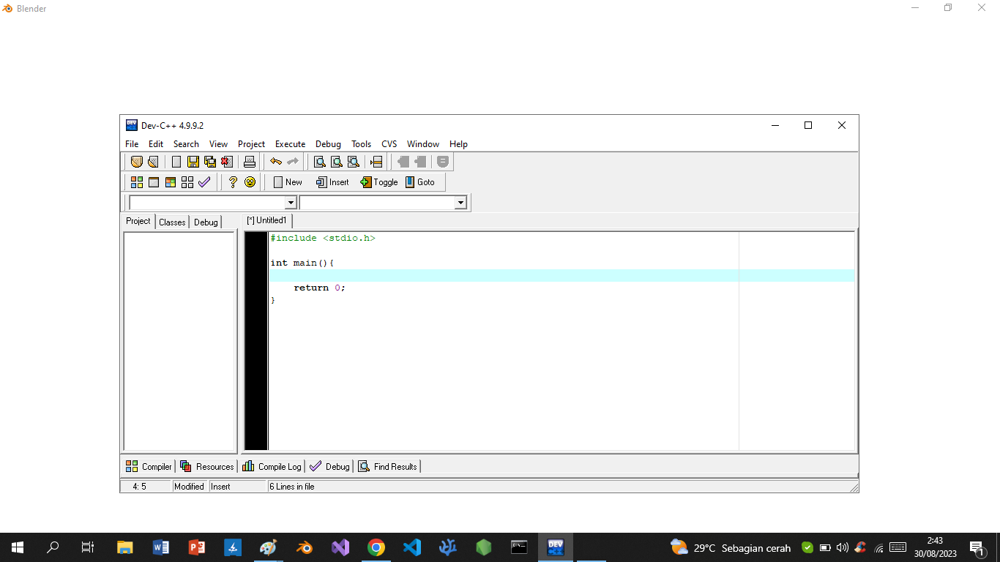 Blender
Dev-C++ 4.9.9.2
File Edit Search View Project Execute Debug Tools CVS Window Help
New Insert Toggle Goto
Project Classes Debug
[*] Untitled1
#include <stdio.h>
int main(){
return 0;
}
Compiler Resources Compile Log Debug Find Results
4: 5 Modified Insert 6 Lines in file
29°C Sebagian cerah
2:43
30/08/2023
1
DEV